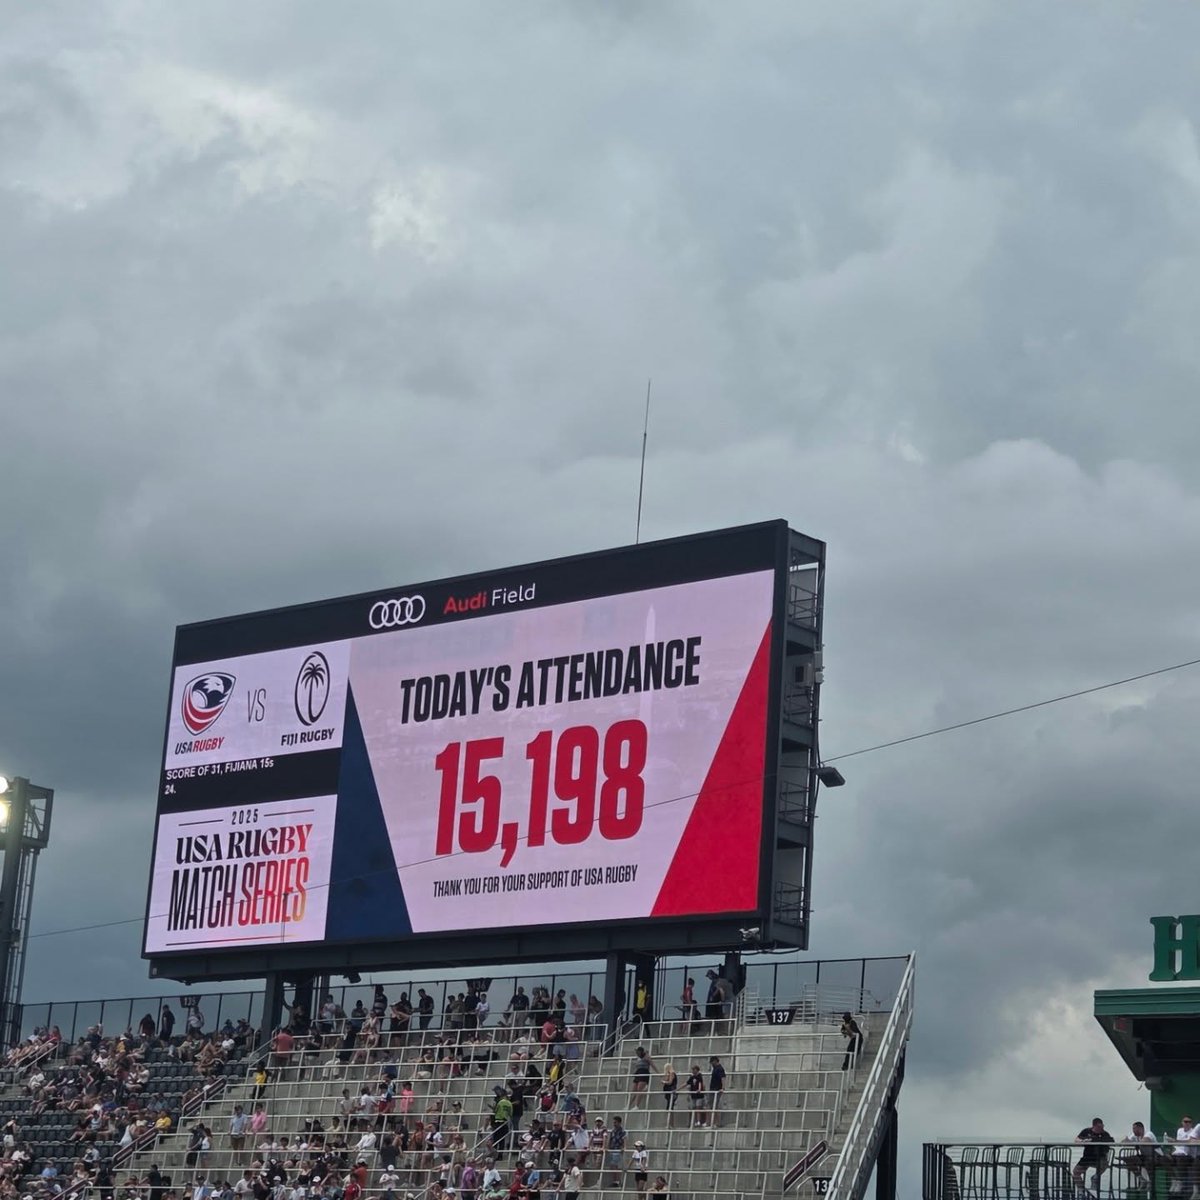 Audi Field
USA RUGBY VS FIJI RUGBY
SCORE OF 31, FIJIANA 15s
24.
2025
USA RUGBY
MATCH SERIES
TODAY'S ATTENDANCE
15,198
THANK YOU FOR YOUR SUPPORT OF USA RUGBY
137